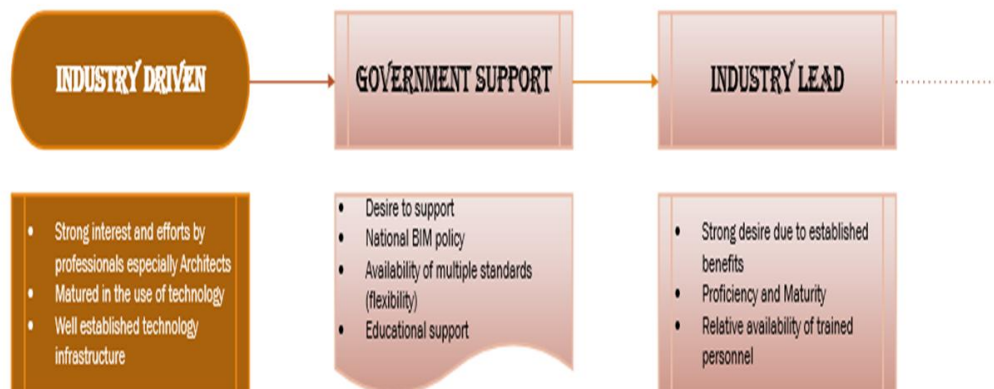 INDUSTRY DRIVEN
GOVERNMENT SUPPORT
INDUSTRY LEAD
• Strong interest and efforts by
professionals especially Architects
• Matured in the use of technology
• Well established technology
infrastructure
• Desire to support
• National BIM policy
• Availability of multiple standards
(flexibility)
• Educational support
• Strong desire due to established
benefits
• Proficiency and Maturity
• Relative availability of trained
personnel